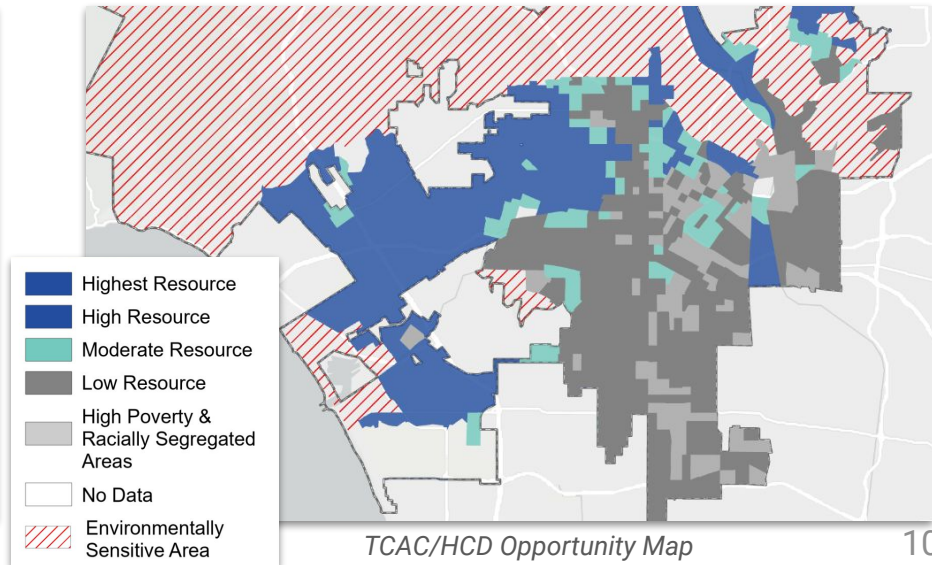 Highest Resource
High Resource
Moderate Resource
Low Resource
High Poverty &
Racially Segregated
Areas
No Data
Environmentally
Sensitive Area
TCAC/HCD Opportunity Map
10